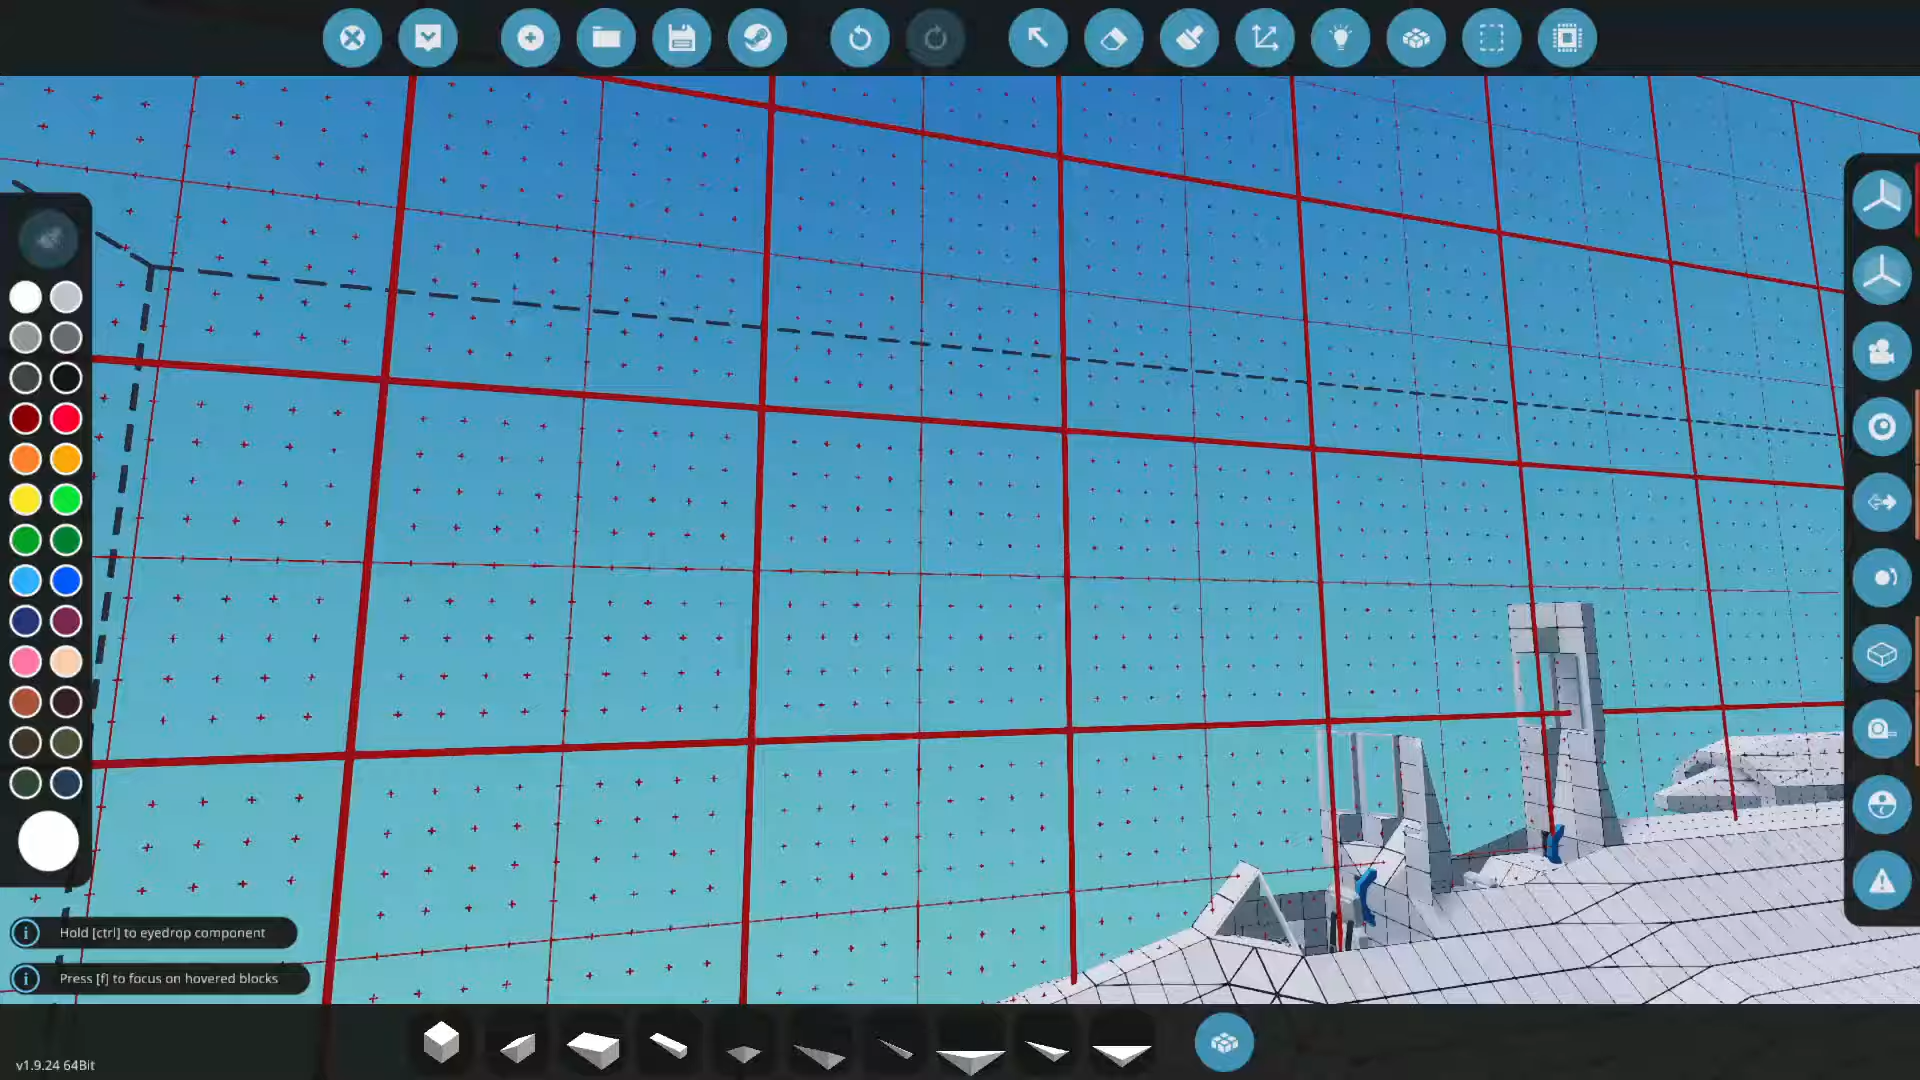 Hold [ctrl] to eyedrop component
Press [f] to focus on hovered blocks
v1.9.24 64Bit